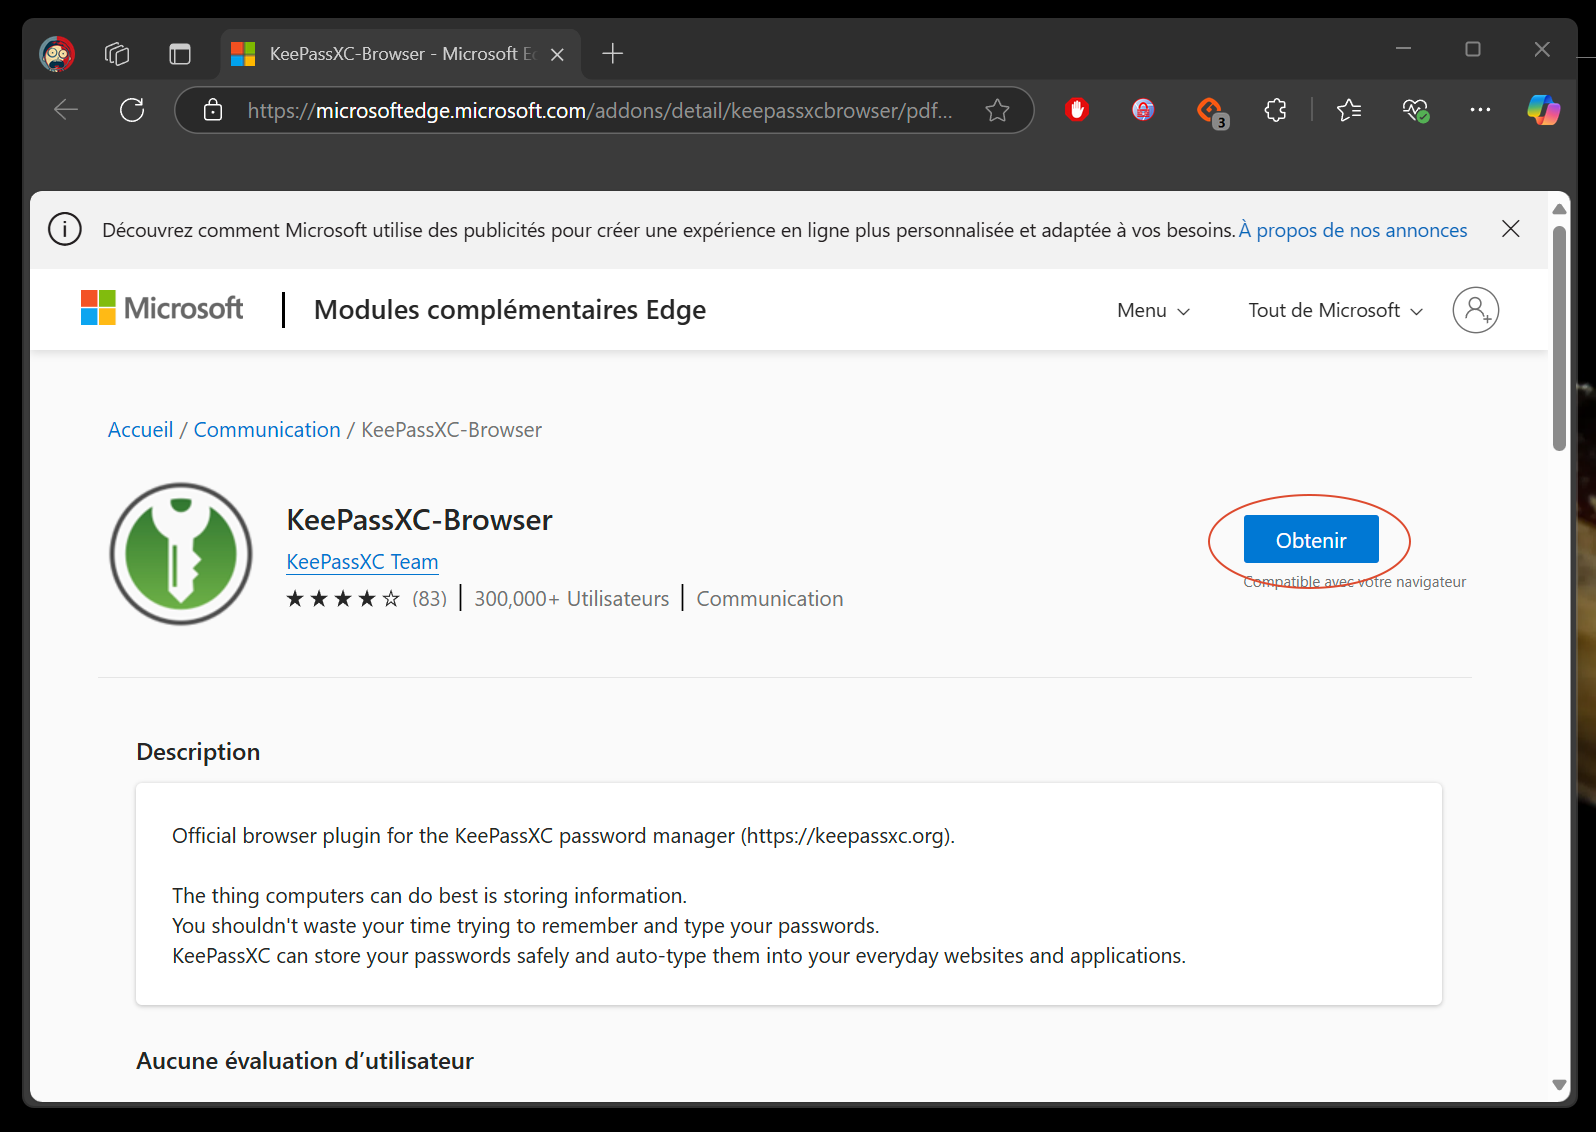 KeePassXC-Browser - Microsoft Ed
https://microsoftedge.microsoft.com/addons/detail/keepassxcbrowser/pdf...
3
Découvrez comment Microsoft utilise des publicités pour créer une expérience en ligne plus personnalisée et adaptée à vos besoins. À propos de nos annonces
Microsoft | Modules complémentaires Edge Menu Tout de Microsoft
Accueil / Communication / KeePassXC-Browser
KeePassXC-Browser
KeePassXC Team
★★★★☆ (83) | 300,000+ Utilisateurs | Communication
Obtenir
Compatible avec votre navigateur
Description
Official browser plugin for the KeePassXC password manager (https://keepassxc.org).
The thing computers can do best is storing information.
You shouldn't waste your time trying to remember and type your passwords.
KeePassXC can store your passwords safely and auto-type them into your everyday websites and applications.
Aucune évaluation d’utilisateur